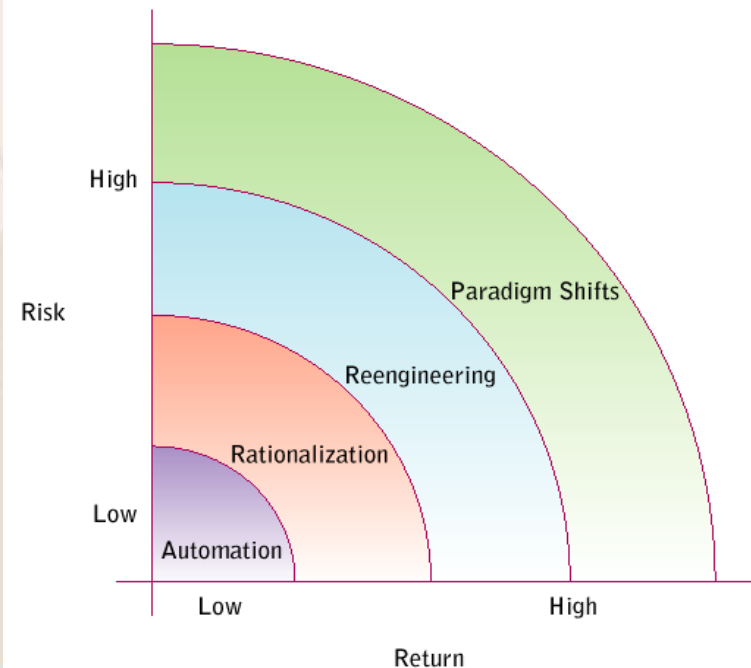 High
Paradigm Shifts
Risk
Reengineering
Rationalization
Low
Automation
Low
High
Return